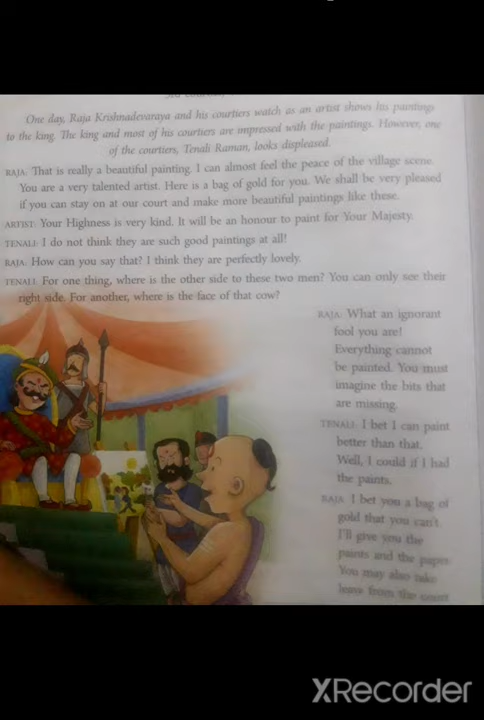 One day, Raja Krishnadevaraya and his courtiers watch as an artist shows his paintings
to the king. The king and most of his courtiers are impressed with the paintings. However, one
of the courtiers, Tenali Raman, looks displeased.
RAJA: That is really a beautiful painting. I can almost feel the peace of the village scene.
You are a very talented artist. Here is a bag of gold for you. We shall be very pleased
if you can stay on at our court and make more beautiful paintings like these.
ARTIST: Your Highness is very kind. It will be an honour to paint for Your Majesty.
TENALI: I do not think they are such good paintings at all!
RAJA: How can you say that? I think they are perfectly lovely.
TENALI: For one thing, where is the other side to these two men? You can only see their
right side. For another, where is the face of that cow?
RAJA: What an ignorant
fool you are!
Everything cannot
be painted. You must
imagine the bits that
are missing.
TENALI: I bet I can paint
better than that.
Well, I could if I had
the paints.
RAJA: I bet you a bag of
gold that you can't.
I'll give you the
paints and the paper.
You may also take
leave from the court
XRecorder